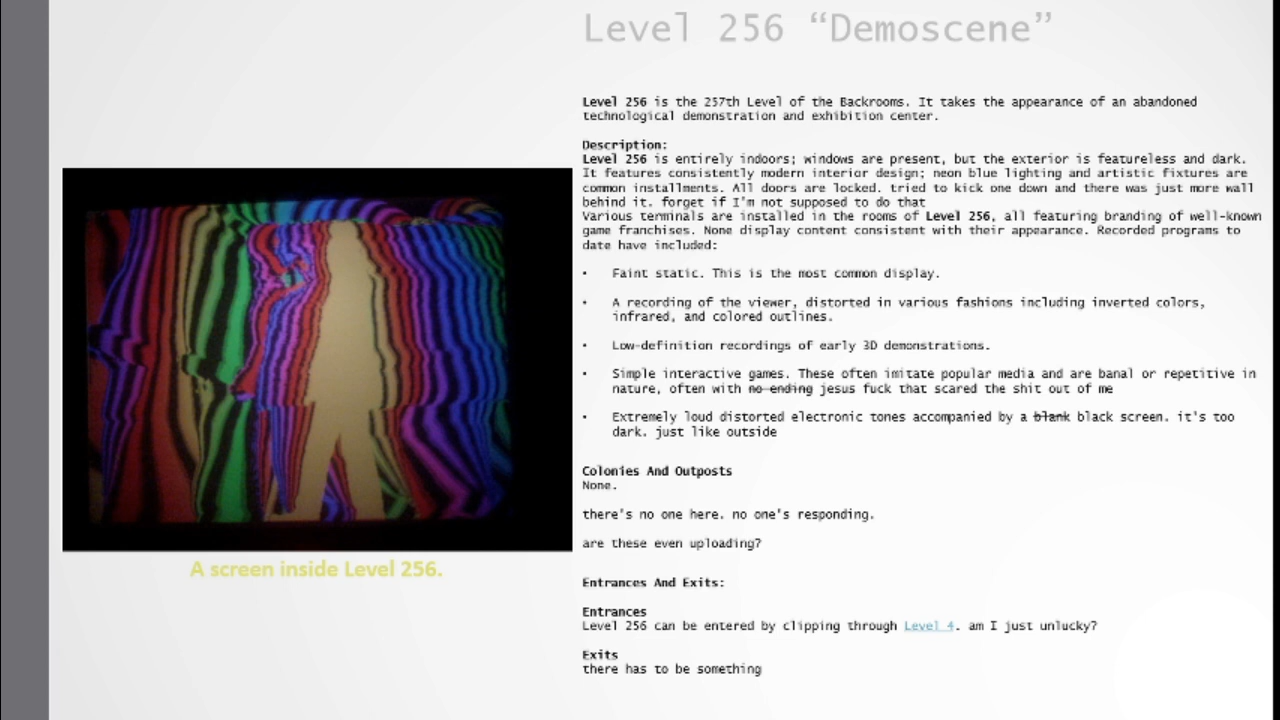 Level 256 “Demoscene”
Level 256 is the 257th Level of the Backrooms. It takes the appearance of an abandoned
technological demonstration and exhibition center.
Description:
Level 256 is entirely indoors; windows are present, but the exterior is featureless and dark.
It features consistently modern interior design; neon blue lighting and artistic fixtures are
common installments. All doors are locked. tried to kick one down and there was just more wall
behind it. forget if I'm not supposed to do that
Various terminals are installed in the rooms of Level 256, all featuring branding of well-known
game franchises. None display content consistent with their appearance. Recorded programs to
date have included:
• Faint static. This is the most common display.
• A recording of the viewer, distorted in various fashions including inverted colors,
infrared, and colored outlines.
• Low-definition recordings of early 3D demonstrations.
• Simple interactive games. These often imitate popular media and are banal or repetitive in
nature, often with no ending jesus fuck that scared the shit out of me
• Extremely loud distorted electronic tones accompanied by a blank black screen. it's too
dark. just like outside
Colonies And Outposts
None.
there's no one here. no one's responding.
are these even uploading?
Entrances And Exits:
Entrances
Level 256 can be entered by clipping through Level 4. am I just unlucky?
Exits
there has to be something
A screen inside Level 256.